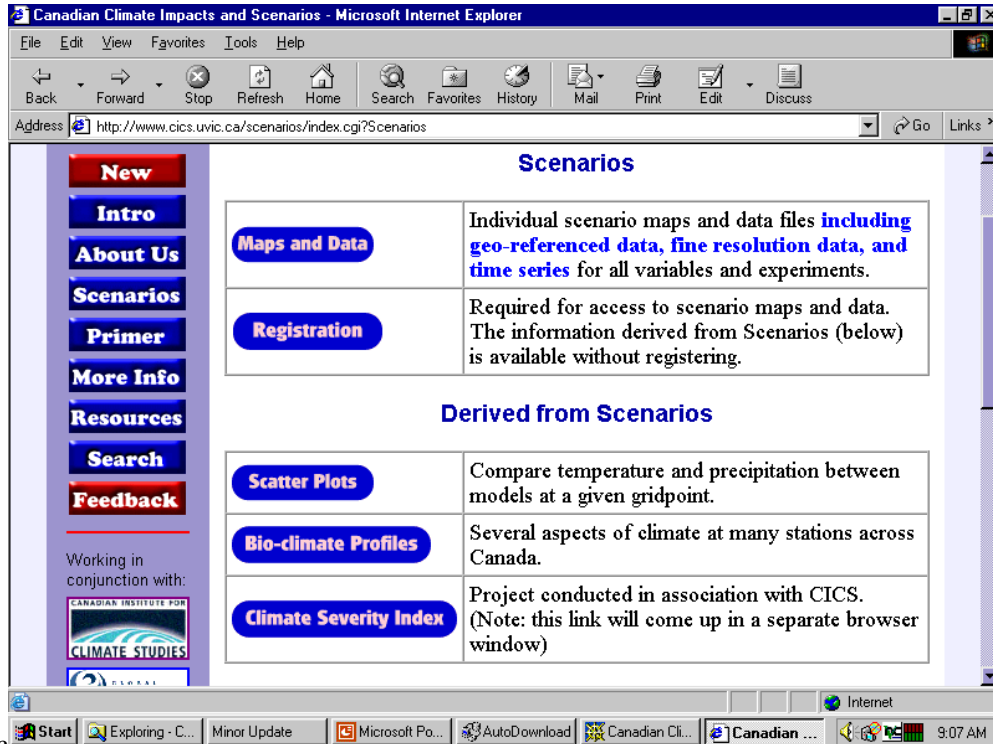 Canadian Climate Impacts and Scenarios - Microsoft Internet Explorer
File Edit View Favorites Tools Help
Back Forward Stop Refresh Home Search Favorites History Mail Print Edit Discuss
Address http://www.cics.uvic.ca/scenarios/index.cgi?Scenarios Go Links
New
Intro
About Us
Scenarios
Primer
More Info
Resources
Search
Feedback
Working in
conjunction with:
CANADIAN INSTITUTE FOR
CLIMATE STUDIES
GLOBAL
Scenarios
Maps and Data
Individual scenario maps and data files including
geo-referenced data, fine resolution data, and
time series for all variables and experiments.
Registration
Required for access to scenario maps and data.
The information derived from Scenarios (below)
is available without registering.
Derived from Scenarios
Scatter Plots
Compare temperature and precipitation between
models at a given gridpoint.
Bio-climate Profiles
Several aspects of climate at many stations across
Canada.
Climate Severity Index
Project conducted in association with CICS.
(Note: this link will come up in a separate browser
window)
Internet
Start Exploring - C... Minor Update Microsoft Po... AutoDownload Canadian Cli... Canadian ... 9:07 AM